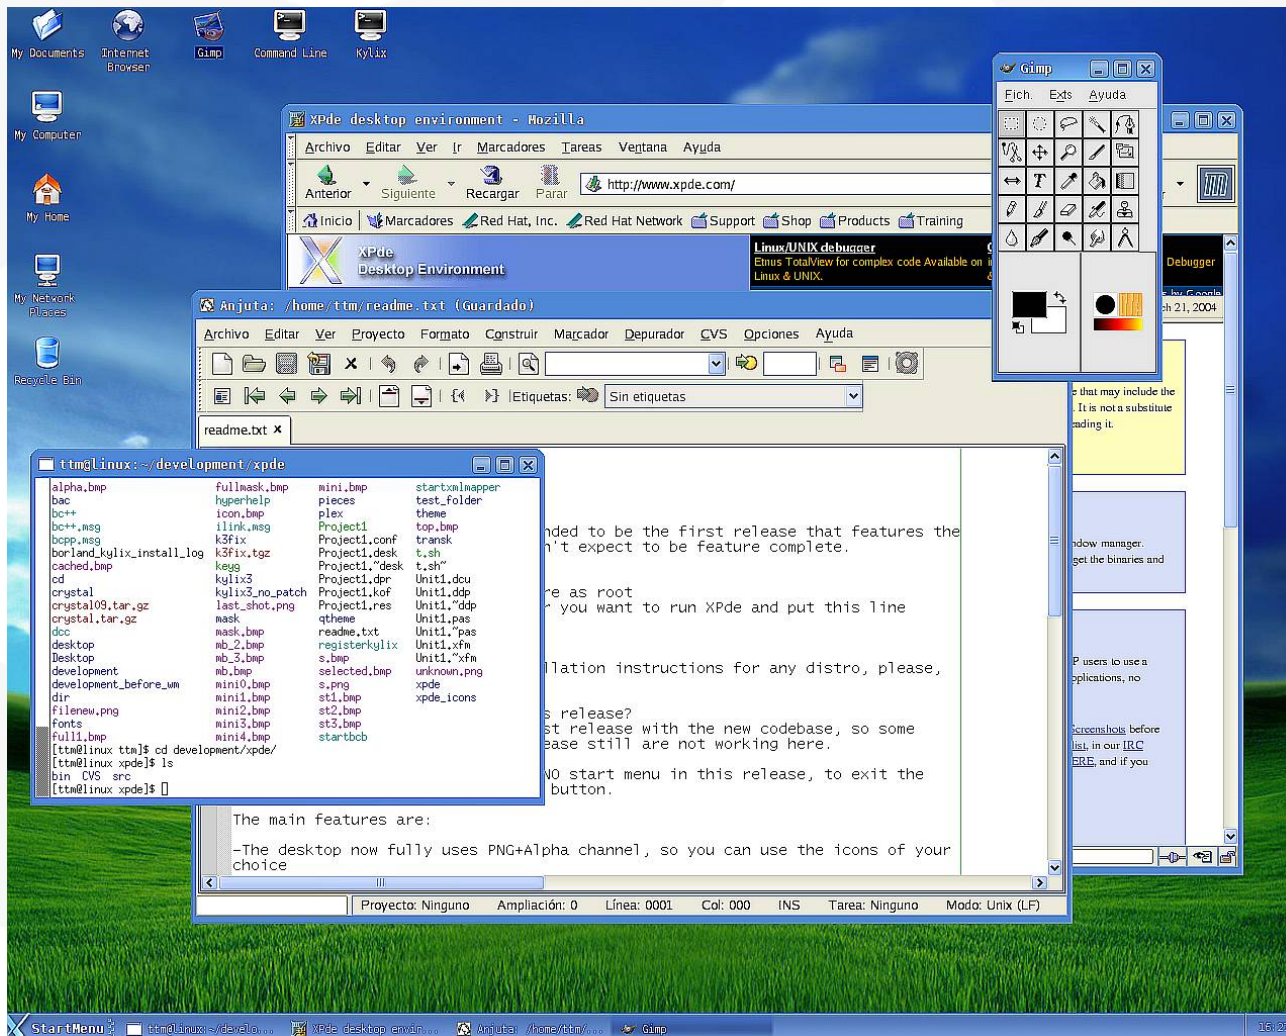 My Documents
Internet Browser
Gimp
Command Line
Kylix
My Computer
My Home
My Network Places
Recycle Bin
XPde desktop environment - Mozilla
Archivo Editar Ver Ir Marcadores Tareas Ventana Ayuda
Anterior Siguiente Recargar Parar http://www.xpde.com/
Inicio Marcadores Red Hat, Inc. Red Hat Network Support Shop Products Training
XPde
Desktop Environment
Linux/UNIX debugger
Etnus TotalView for complex code Available on
Linux & UNIX.
Debugger
by Google
21, 2004
that may include the
. It is not a substitute
ading it.
window manager.
get the binaries and
P users to use a
pplications, no
Screenshots before
list, in our IRC
ERE, and if you
Gimp
Fich. Exts Ayuda
Anjuta: /home/ttm/readme.txt (Guardado)
Archivo Editar Ver Proyecto Formato Construir Marcador Depurador CVS Opciones Ayuda
Etiquetas: Sin etiquetas
readme.txt
nded to be the first release that features the
n't expect to be feature complete.
re as root
r you want to run XPde and put this line
llation instructions for any distro, please,
s release?
st release with the new codebase, so some
ease still are not working here.
NO start menu in this release, to exit the
button.
The main features are:
-The desktop now fully uses PNG+Alpha channel, so you can use the icons of your
choice
Proyecto: Ninguno Ampliación: 0 Línea: 0001 Col: 000 INS Tarea: Ninguno Modo: Unix (LF)
ttm@linux:~/development/xpde
alpha.bmp fullmask.bmp mini.bmp startxmlmapper
bac hyperhelp pieces test_folder
bc++ icon.bmp plex theme
bc++.msg ilink.msg Project1 top.bmp
bcpp.msg k3fix Project1.conf transk
borland_kylix_install_log k3fix.tgz Project1.desk t.sh
cached.bmp keyg Project1.~desk t.sh~
cd kylix3 Project1.dpr Unit1.dcu
crystal kylix3_no_patch Project1.kof Unit1.ddp
crystal09.tar.gz last_shot.png Project1.res Unit1.~ddp
crystal.tar.gz mask qtheme Unit1.pas
dcc mask.bmp readme.txt Unit1.~pas
desktop mb_2.bmp registerkylix Unit1.xfm
Desktop mb_3.bmp s.bmp Unit1.~xfm
development mb.bmp selected.bmp unknown.png
development_before_wm mini0.bmp s.png xpde
dir mini1.bmp st1.bmp xpde_icons
filenew.png mini2.bmp st2.bmp
fonts mini3.bmp st3.bmp
full1.bmp mini4.bmp startbcb
[ttm@linux ttm]$ cd development/xpde/
[ttm@linux xpde]$ ls
bin CVS src
[ttm@linux xpde]$
StartMenu ttm@linux:~/develo... XPde desktop envir... Anjuta: /home/ttm/... Gimp